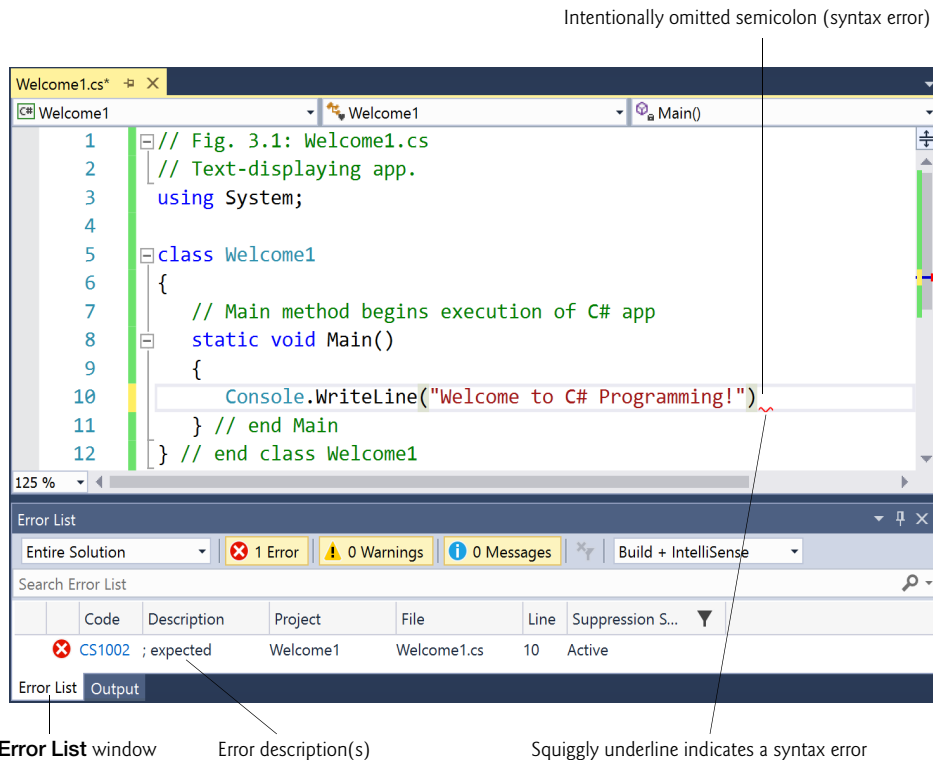 Intentionally omitted semicolon (syntax error)
Welcome1.cs*
C# Welcome1 Welcome1 Main()
1 // Fig. 3.1: Welcome1.cs
2 // Text-displaying app.
3 using System;
4
5 class Welcome1
6 {
7 // Main method begins execution of C# app
8 static void Main()
9 {
10 Console.WriteLine("Welcome to C# Programming!")
11 } // end Main
12 } // end class Welcome1
125 %
Error List
Entire Solution 1 Error 0 Warnings 0 Messages Build + IntelliSense
Search Error List
Code Description Project File Line Suppression S...
CS1002 ; expected Welcome1 Welcome1.cs 10 Active
Error List Output
Error List window Error description(s) Squiggly underline indicates a syntax error